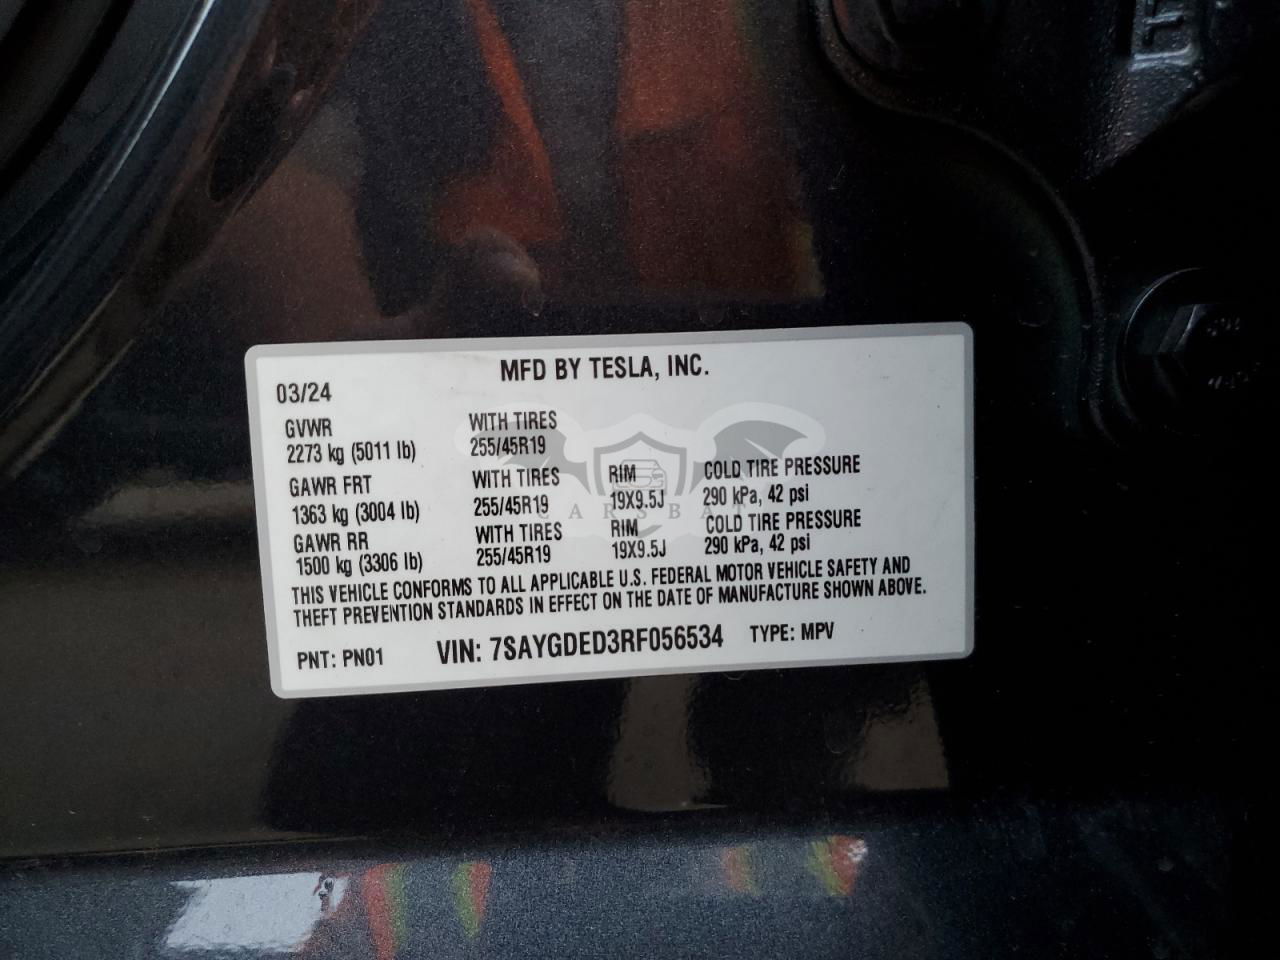 MFD BY TESLA, INC.
03/24
GVWR WITH TIRES
2273 kg (5011 lb) 255/45R19
GAWR FRT WITH TIRES RIM COLD TIRE PRESSURE
1363 kg (3004 lb) 255/45R19 19X9.5J 290 kPa, 42 psi
GAWR RR WITH TIRES RIM COLD TIRE PRESSURE
1500 kg (3306 lb) 255/45R19 19X9.5J 290 kPa, 42 psi
THIS VEHICLE CONFORMS TO ALL APPLICABLE U.S. FEDERAL MOTOR VEHICLE SAFETY AND
THEFT PREVENTION STANDARDS IN EFFECT ON THE DATE OF MANUFACTURE SHOWN ABOVE.
PNT: PN01 VIN: 7SAYGDED3RF056534 TYPE: MPV
CARSBAT